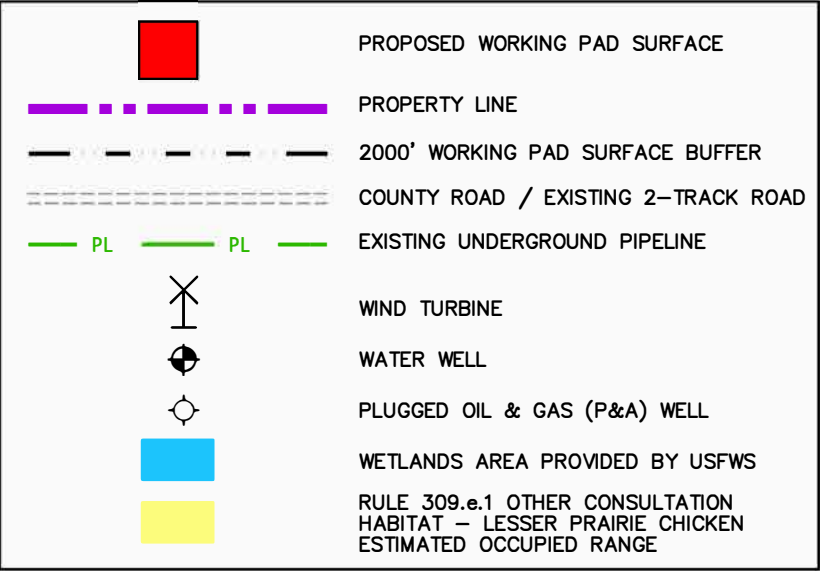 PROPOSED WORKING PAD SURFACE
PROPERTY LINE
2000' WORKING PAD SURFACE BUFFER
COUNTY ROAD / EXISTING 2-TRACK ROAD
PL PL EXISTING UNDERGROUND PIPELINE
WIND TURBINE
WATER WELL
PLUGGED OIL & GAS (P&A) WELL
WETLANDS AREA PROVIDED BY USFWS
RULE 309.e.1 OTHER CONSULTATION
HABITAT - LESSER PRAIRIE CHICKEN
ESTIMATED OCCUPIED RANGE